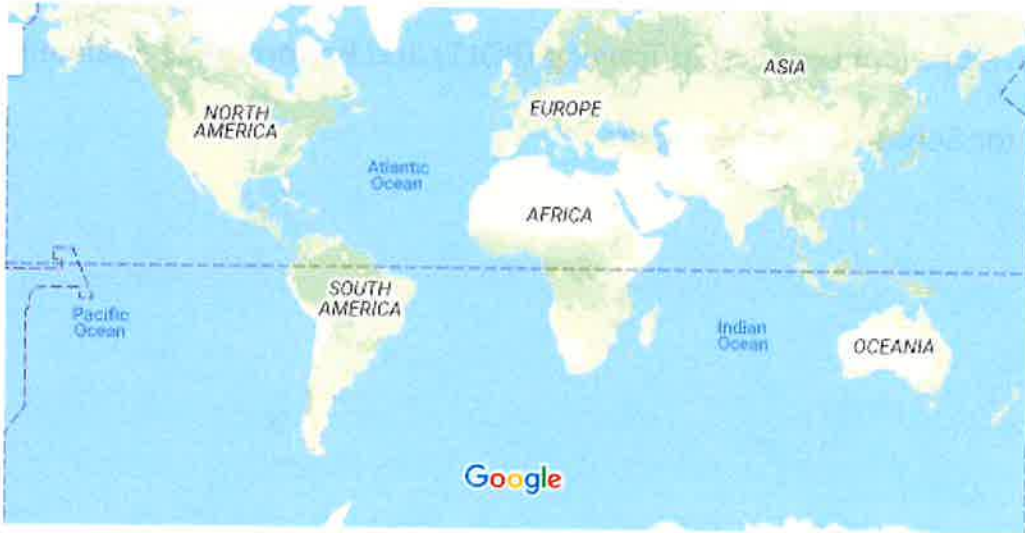 ASIA
NORTH
AMERICA
EUROPE
Atlantic
Ocean
AFRICA
SOUTH
AMERICA
Pacific
Ocean
Indian
Ocean
OCEANIA
Google